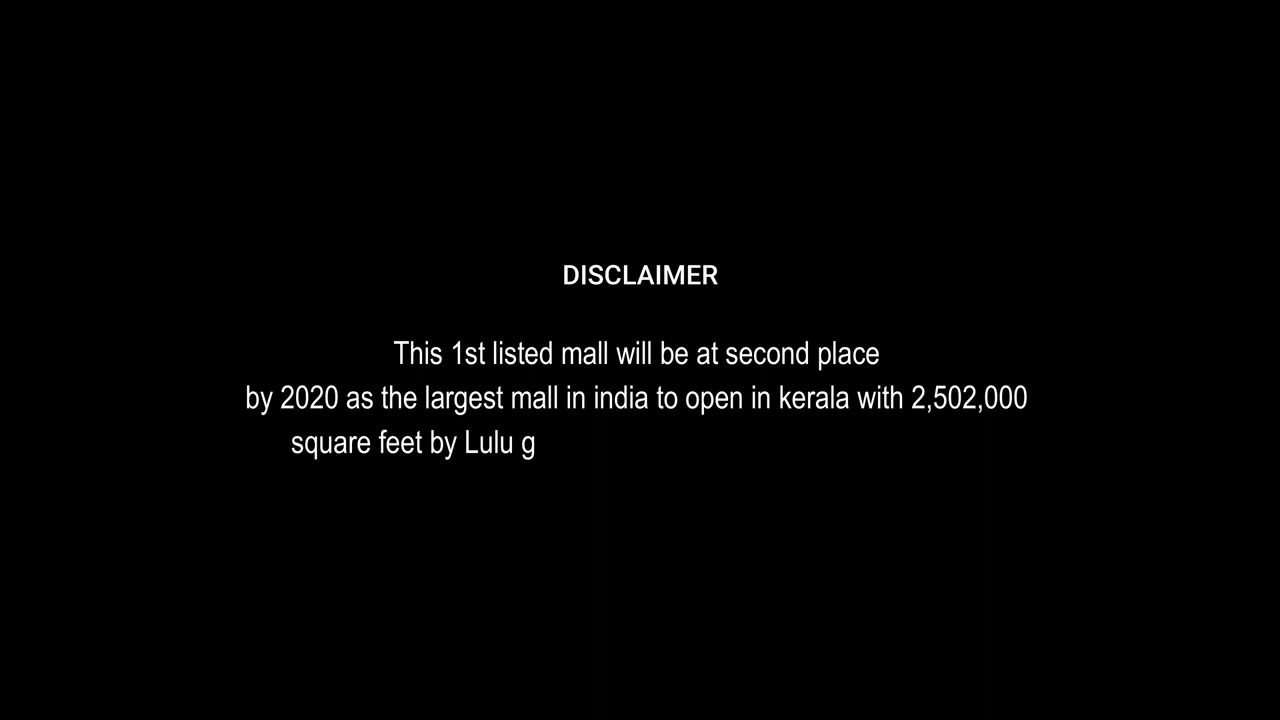 DISCLAIMER
This 1st listed mall will be at second place
by 2020 as the largest mall in india to open in kerala with 2,502,000
square feet by Lulu g